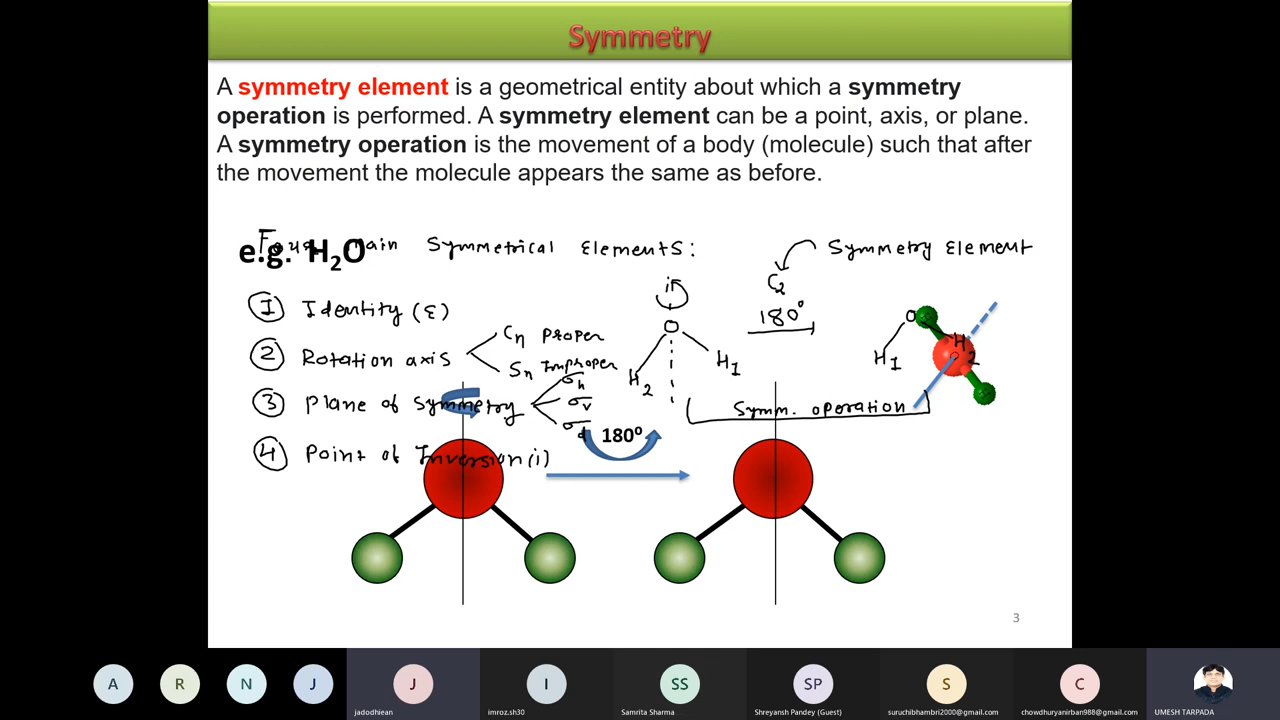 Symmetry
A symmetry element is a geometrical entity about which a symmetry
operation is performed. A symmetry element can be a point, axis, or plane.
A symmetry operation is the movement of a body (molecule) such that after
the movement the molecule appears the same as before.
e.g. H₂O
Symmetrical Elements:
Symmetry Element
C2
180°
① Identity (E)
② Rotation axis
Cn Proper
Sn Improper
③ Plane of Symmetry
σh
σv
σd
④ Point of Inversion (i)
O
H2
H1
O
H1
H2
Symm. operation
180º
3
A
R
N
J
J
I
SS
SP
S
C
jadodhiean
imroz.sh30
Samrita Sharma
Shreyansh Pandey (Guest)
suruchibhambri2000@gmail.com
chowdhuryanirban988@gmail.com
UMESH TARPADA